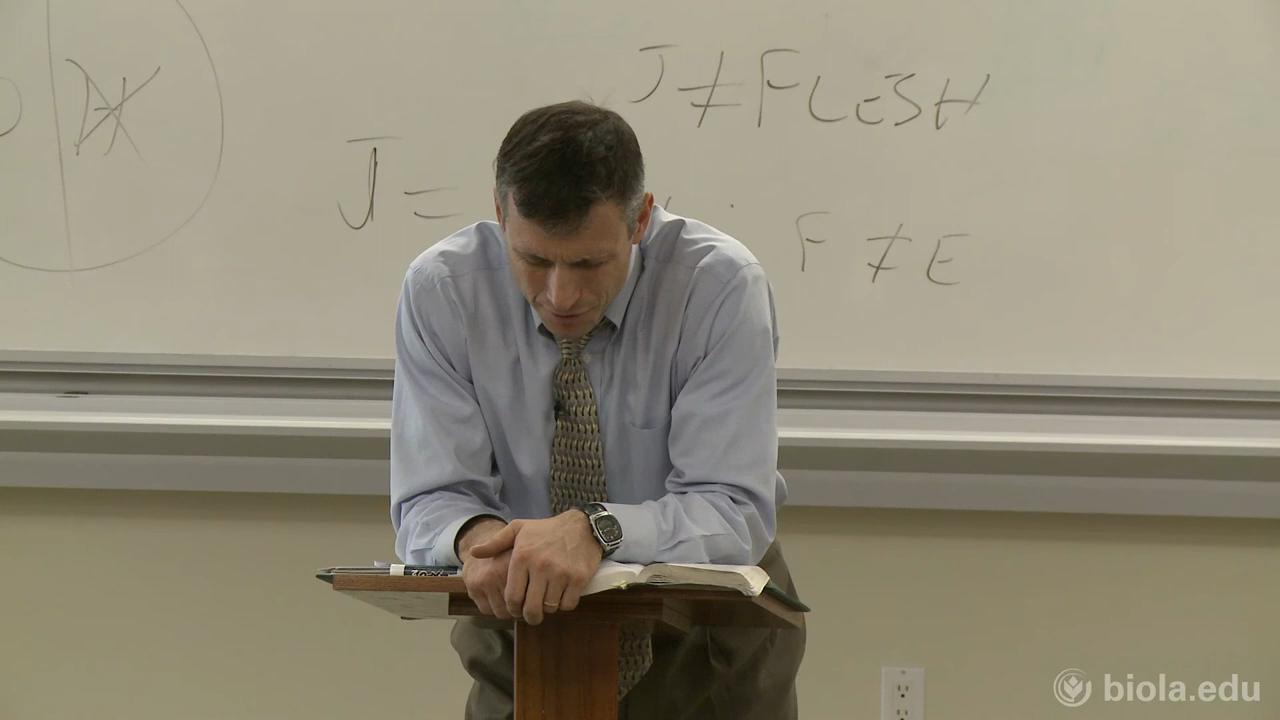 J ≠ FLESH
J =
F ≠ E
biola.edu